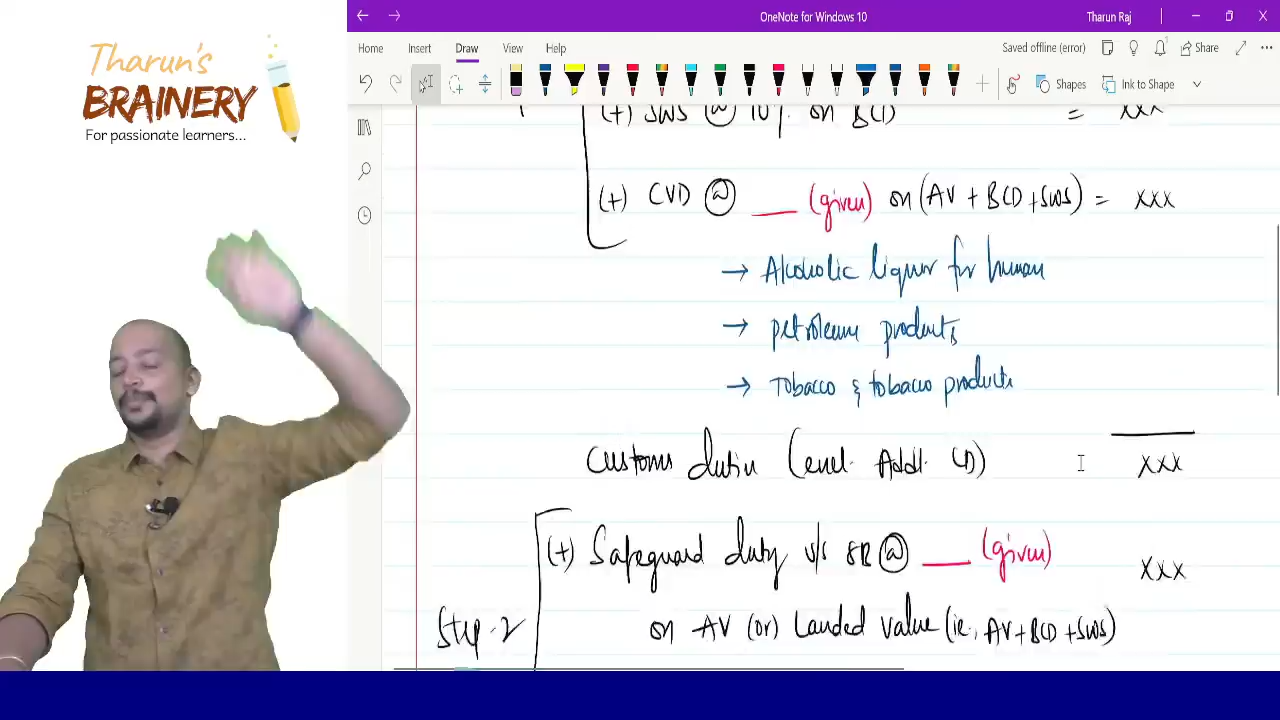 Tharun's
BRAINERY
For passionate learners...
OneNote for Windows 10
Tharun Raj
Home Insert Draw View Help
Saved offline (error)
Share
Shapes
Ink to Shape
(+) SWS @ 10% on BCD = xxx
(+) CVD @ __ (given) on (AV + BCD + SWS) = xxx
→ Alcoholic liquor for human
→ petroleum products
→ Tobacco & tobacco products
Customs duties (excl. Addl. CD) xxx
(+) Safeguard duty u/s 8B @ __ (given) xxx
Step-2
on AV (or) Landed value (ie., AV+BCD+SWS)